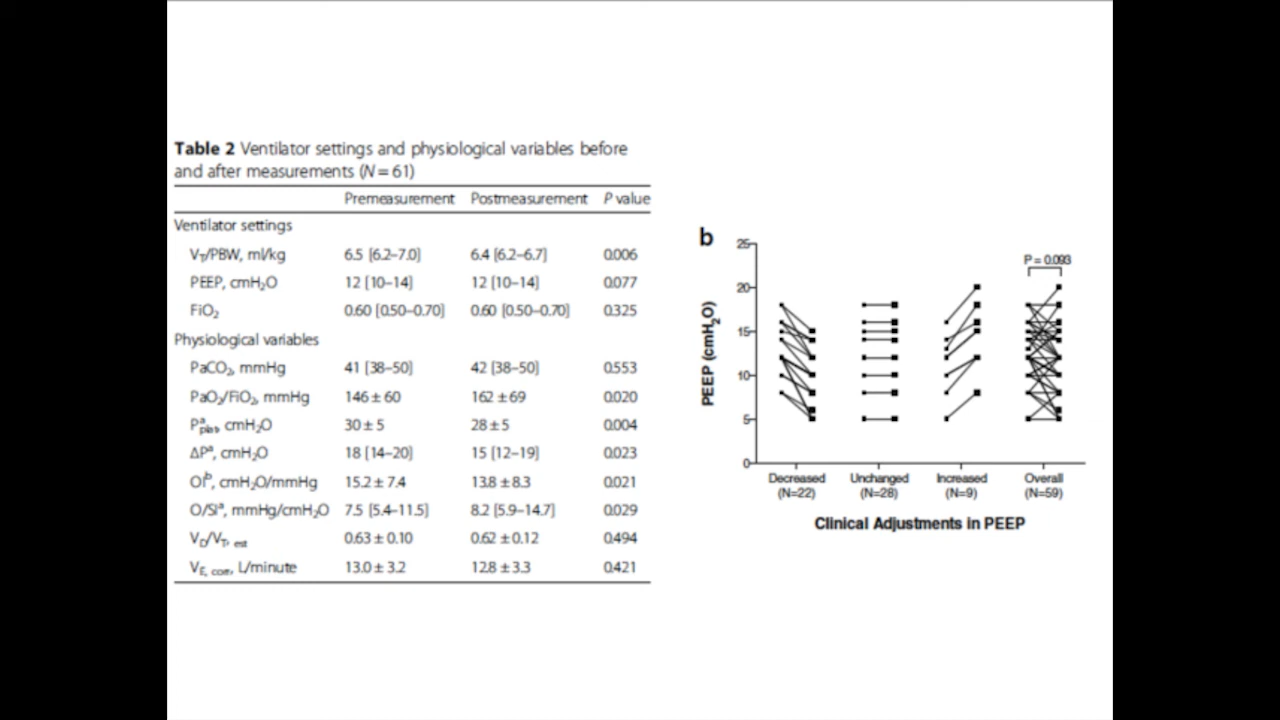 Table 2 Ventilator settings and physiological variables before
and after measurements (N = 61)
Premeasurement Postmeasurement P value
Ventilator settings
VT/PBW, ml/kg 6.5 [6.2–7.0] 6.4 [6.2–6.7] 0.006
PEEP, cmH2O 12 [10–14] 12 [10–14] 0.077
FiO2 0.60 [0.50–0.70] 0.60 [0.50–0.70] 0.325
Physiological variables
PaCO2, mmHg 41 [38–50] 42 [38–50] 0.553
PaO2/FiO2, mmHg 146 ± 60 162 ± 69 0.020
Pplat a, cmH2O 30 ± 5 28 ± 5 0.004
ΔPa, cmH2O 18 [14–20] 15 [12–19] 0.023
OIb, cmH2O/mmHg 15.2 ± 7.4 13.8 ± 8.3 0.021
O/SIa, mmHg/cmH2O 7.5 [5.4–11.5] 8.2 [5.9–14.7] 0.029
VD/VT, est 0.63 ± 0.10 0.62 ± 0.12 0.494
VE, corr, L/minute 13.0 ± 3.2 12.8 ± 3.3 0.421
b
PEEP (cmH2O)
25
20
15
10
5
0
P = 0.093
Decreased Unchanged Increased Overall
(N=22) (N=28) (N=9) (N=59)
Clinical Adjustments in PEEP